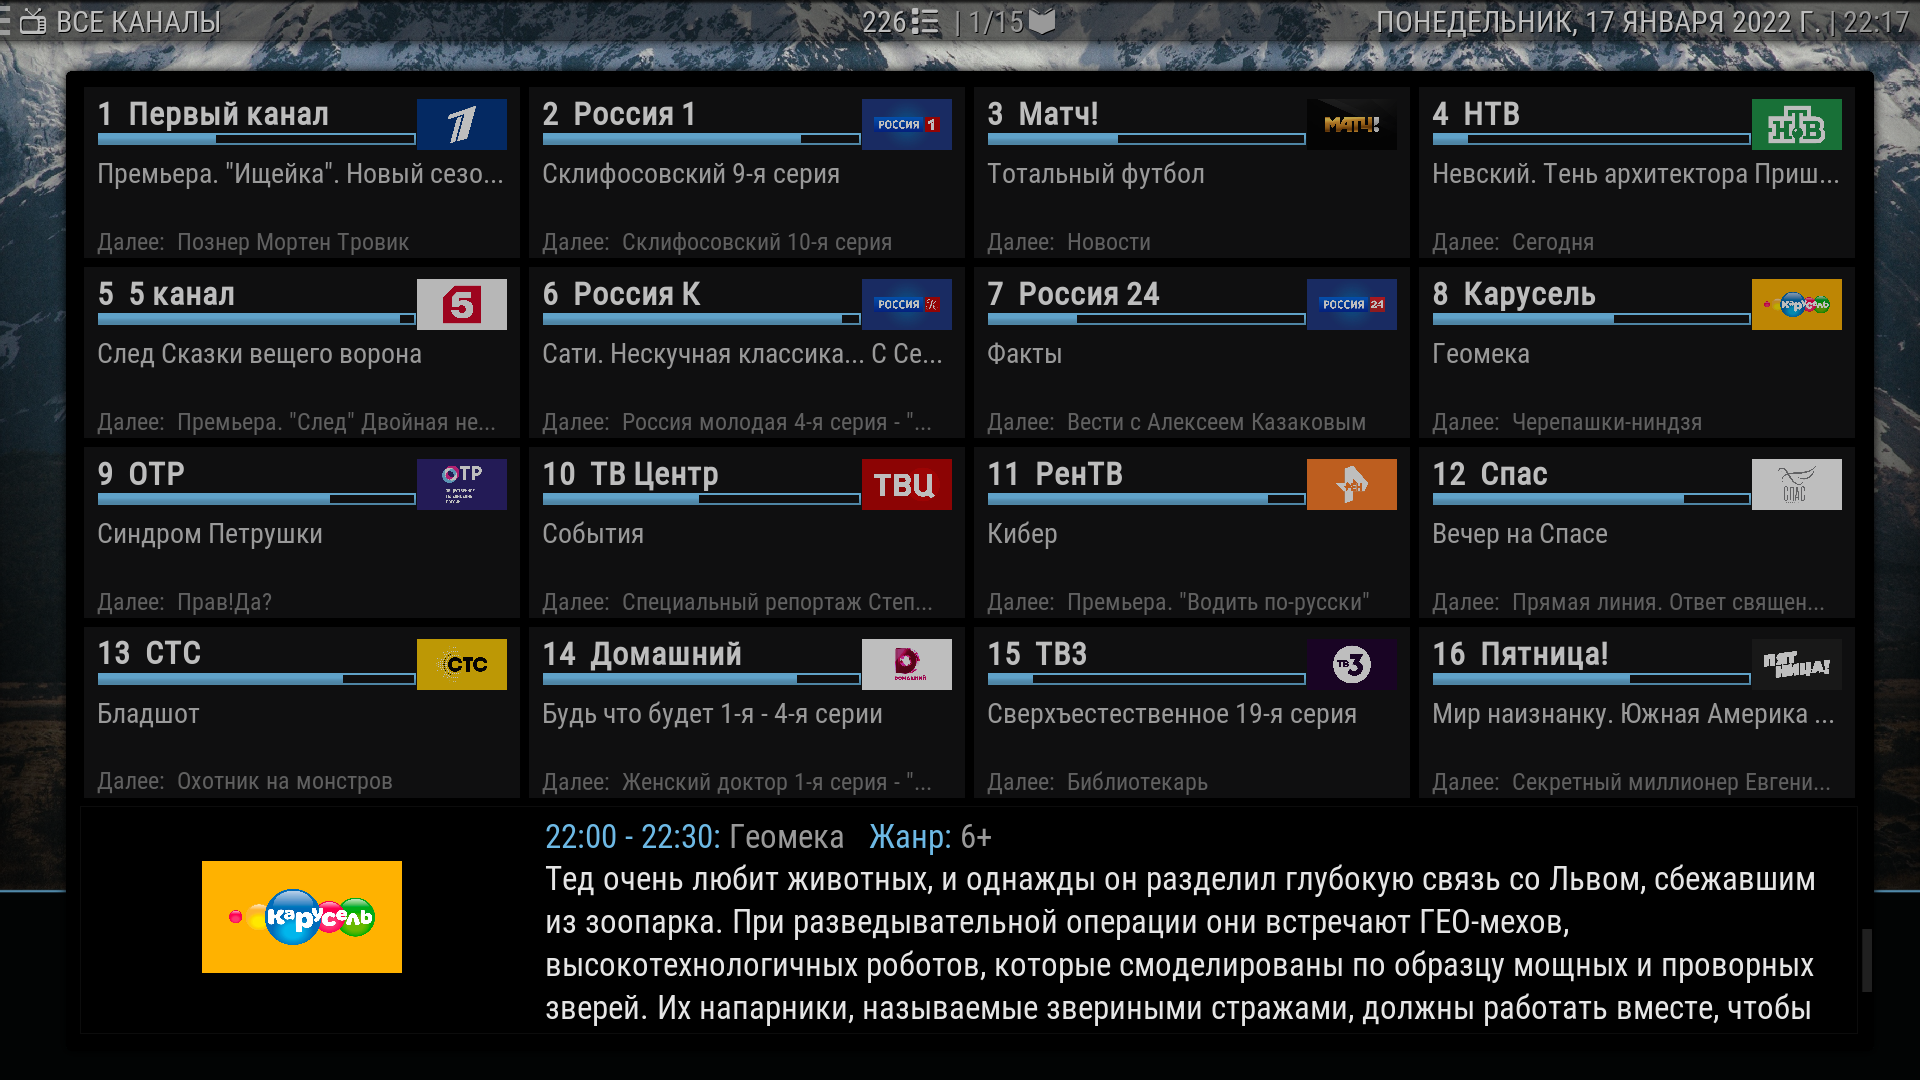 ВСЕ КАНАЛЫ
226 | 1/15
ПОНЕДЕЛЬНИК, 17 ЯНВАРЯ 2022 Г. | 22:17
1 Первый канал
Премьера. "Ищейка". Новый сезо...
Далее: Познер Мортен Тровик
2 Россия 1
РОССИЯ 1
Склифосовский 9-я серия
Далее: Склифосовский 10-я серия
3 Матч!
МАТЧ!
Тотальный футбол
Далее: Новости
4 НТВ
НТВ
Невский. Тень архитектора Приш...
Далее: Сегодня
5 5 канал
5
След Сказки вещего ворона
Далее: Премьера. "След" Двойная не...
6 Россия К
РОССИЯ К
Сати. Нескучная классика... С Се...
Далее: Россия молодая 4-я серия - "...
7 Россия 24
РОССИЯ 24
Факты
Далее: Вести с Алексеем Казаковым
8 Карусель
Карусель
Геомека
Далее: Черепашки-ниндзя
9 ОТР
ОТР
Синдром Петрушки
Далее: Прав!Да?
10 ТВ Центр
ТВЦ
События
Далее: Специальный репортаж Степ...
11 РенТВ
РЕН
Кибер
Далее: Премьера. "Водить по-русски"
12 Спас
СПАС
Вечер на Спасе
Далее: Прямая линия. Ответ священ...
13 СТС
СТС
Бладшот
Далее: Охотник на монстров
14 Домашний
ДОМАШНИЙ
Будь что будет 1-я - 4-я серии
Далее: Женский доктор 1-я серия - "...
15 ТВ3
ТВ 3
Сверхъестественное 19-я серия
Далее: Библиотекарь
16 Пятница!
ПЯТНИЦА!
Мир наизнанку. Южная Америка ...
Далее: Секретный миллионер Евгени...
Карусель
22:00 - 22:30: Геомека Жанр: 6+
Тед очень любит животных, и однажды он разделил глубокую связь со Львом, сбежавшим
из зоопарка. При разведывательной операции они встречают ГЕО-мехов,
высокотехнологичных роботов, которые смоделированы по образцу мощных и проворных
зверей. Их напарники, называемые звериными стражами, должны работать вместе, чтобы